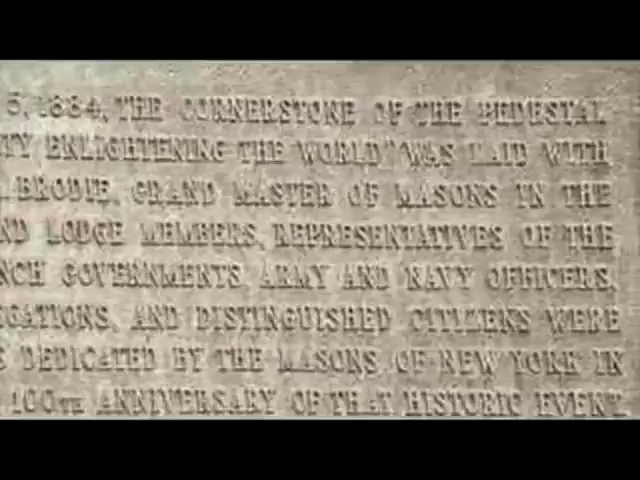 5, 1884, THE CORNERSTONE OF THE PEDESTAL
TY ENLIGHTENING THE WORLD" WAS LAID WITH
. BRODIE, GRAND MASTER OF MASONS IN THE
ND LODGE MEMBERS, REPRESENTATIVES OF THE
NCH GOVERNMENTS, ARMY AND NAVY OFFICERS,
GATIONS, AND DISTINGUISHED CITIZENS WERE
S DEDICATED BY THE MASONS OF NEW YORK IN
100TH ANNIVERSARY OF THAT HISTORIC EVENT.